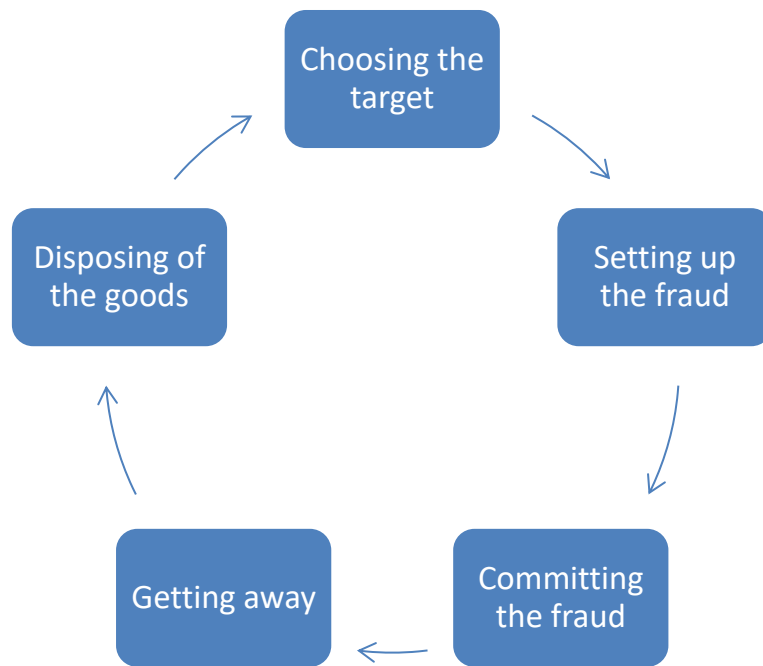 Choosing the
target
Setting up
the fraud
Committing
the fraud
Getting away
Disposing of
the goods